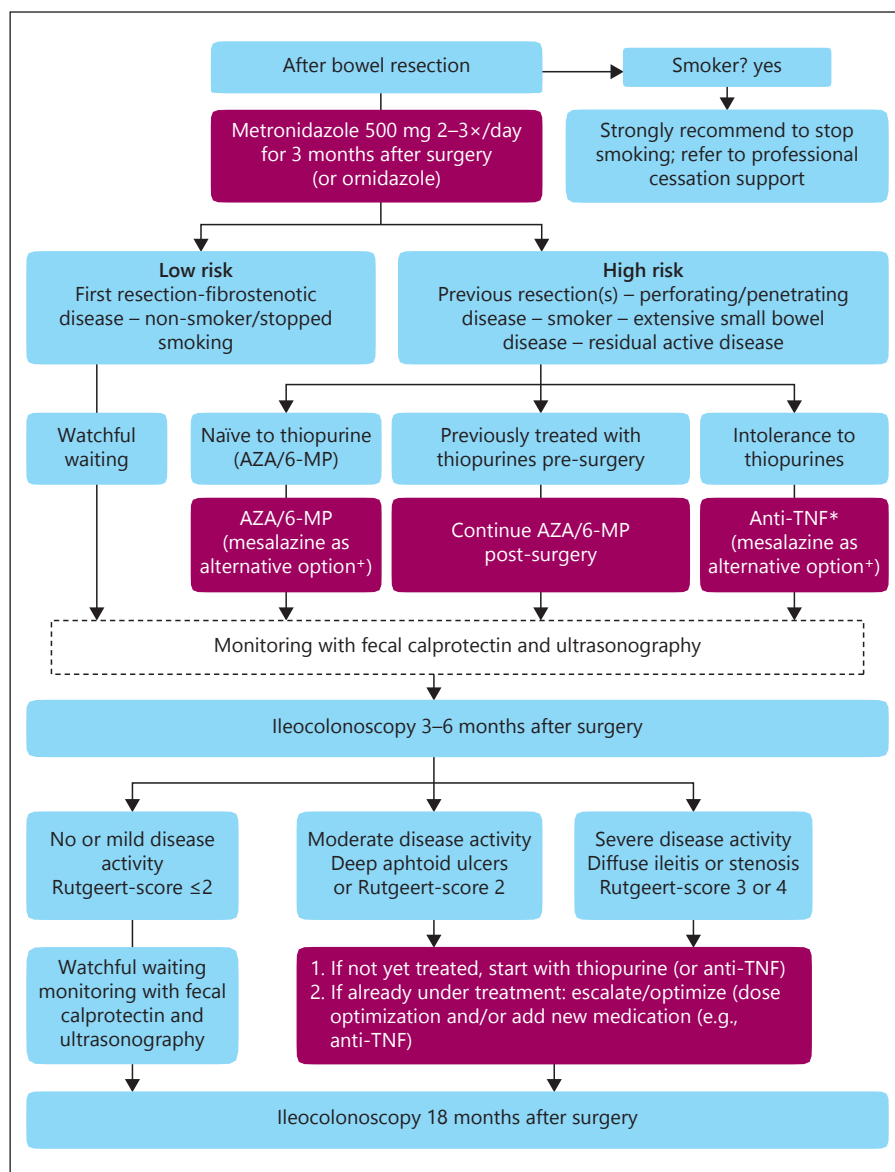 After bowel resection
Smoker? yes
Metronidazole 500 mg 2–3×/day
for 3 months after surgery
(or ornidazole)
Strongly recommend to stop
smoking; refer to professional
cessation support
Low risk
First resection-fibrostenotic
disease – non-smoker/stopped
smoking
High risk
Previous resection(s) – perforating/penetrating
disease – smoker – extensive small bowel
disease – residual active disease
Watchful
waiting
Naïve to thiopurine
(AZA/6-MP)
Previously treated with
thiopurines pre-surgery
Intolerance to
thiopurines
AZA/6-MP
(mesalazine as
alternative option⁺)
Continue AZA/6-MP
post-surgery
Anti-TNF*
(mesalazine as
alternative option⁺)
Monitoring with fecal calprotectin and ultrasonography
Ileocolonoscopy 3–6 months after surgery
No or mild disease
activity
Rutgeert-score ≤2
Moderate disease activity
Deep aphtoid ulcers
or Rutgeert-score 2
Severe disease activity
Diffuse ileitis or stenosis
Rutgeert-score 3 or 4
Watchful waiting
monitoring with fecal
calprotectin and
ultrasonography
1. If not yet treated, start with thiopurine (or anti-TNF)
2. If already under treatment: escalate/optimize (dose
optimization and/or add new medication (e.g.,
anti-TNF)
Ileocolonoscopy 18 months after surgery